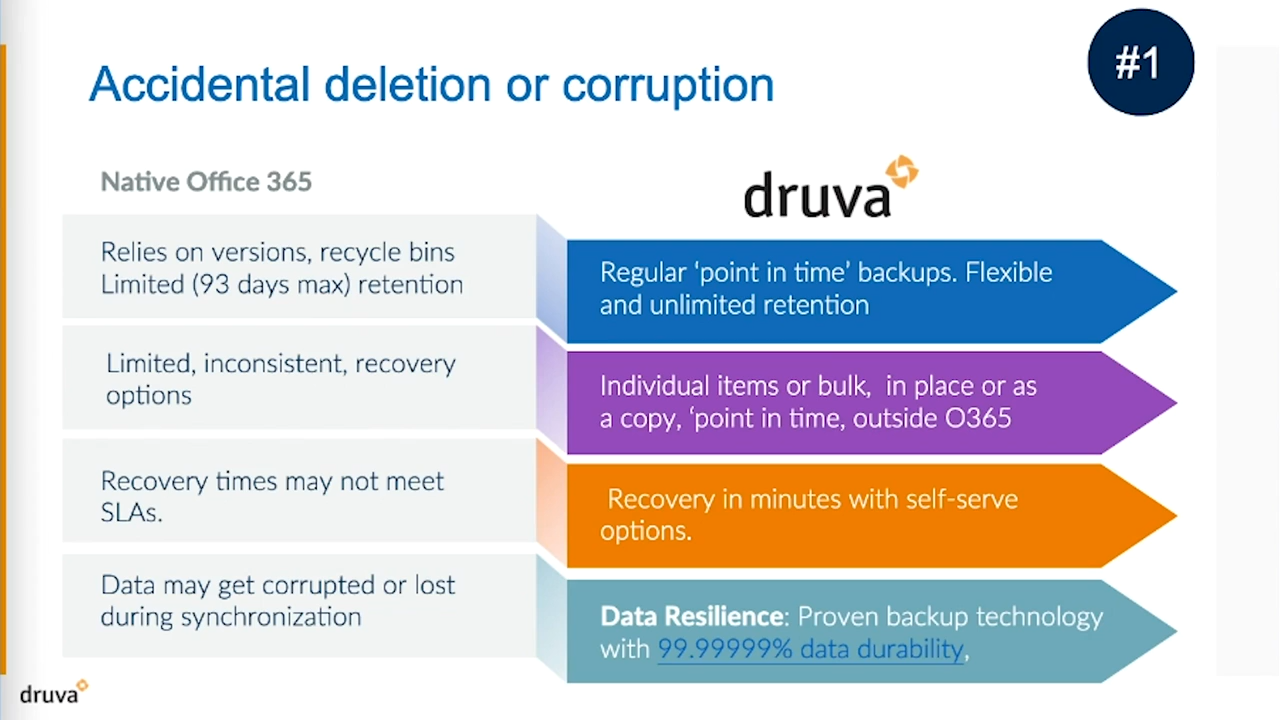 #1
Accidental deletion or corruption
Native Office 365
druva
Relies on versions, recycle bins
Limited (93 days max) retention
Regular ‘point in time’ backups. Flexible
and unlimited retention
Limited, inconsistent, recovery
options
Individual items or bulk, in place or as
a copy, ‘point in time, outside O365
Recovery times may not meet
SLAs.
Recovery in minutes with self-serve
options.
Data may get corrupted or lost
during synchronization
Data Resilience: Proven backup technology
with 99.99999% data durability,
druva